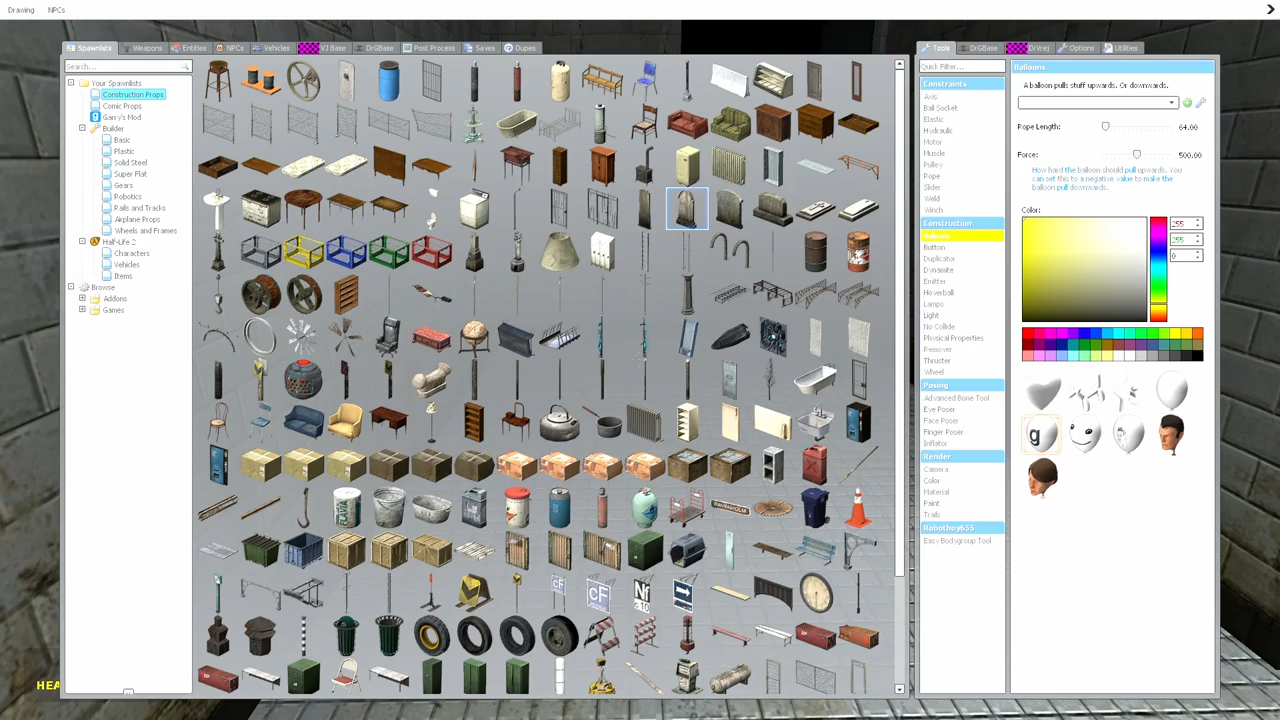 Drawing NPCs
Spawnlists Weapons Entities NPCs Vehicles VJ Base DrGBase Post Process Saves Dupes
Search...
Your Spawnlists
Construction Props
Comic Props
Garry's Mod
Builder
Basic
Plastic
Solid Steel
Super Flat
Gears
Robotics
Rails and Tracks
Airplane Props
Wheels and Frames
Half-Life 2
Characters
Vehicles
Items
Browse
Addons
Games
RAVENHOLM
CF
cF
HEA
Tools DrGBase DrVrej Options Utilities
Quick Filter...
Constraints
Axis
Ball Socket
Elastic
Hydraulic
Motor
Muscle
Pulley
Rope
Slider
Weld
Winch
Construction
Balloons
Button
Duplicator
Dynamite
Emitter
Hoverball
Lamps
Light
No Collide
Physical Properties
Remover
Thruster
Wheel
Posing
Advanced Bone Tool
Eye Poser
Face Poser
Finger Poser
Inflator
Render
Camera
Color
Material
Paint
Trails
Robotboy655
Easy Bodygroup Tool
Balloons
A balloon pulls stuff upwards. Or downwards.
Rope Length: 64.00
Force: 500.00
How hard the balloon should pull upwards. You
can set this to a negative value to make the
balloon pull downwards.
Color:
255
255
0
g